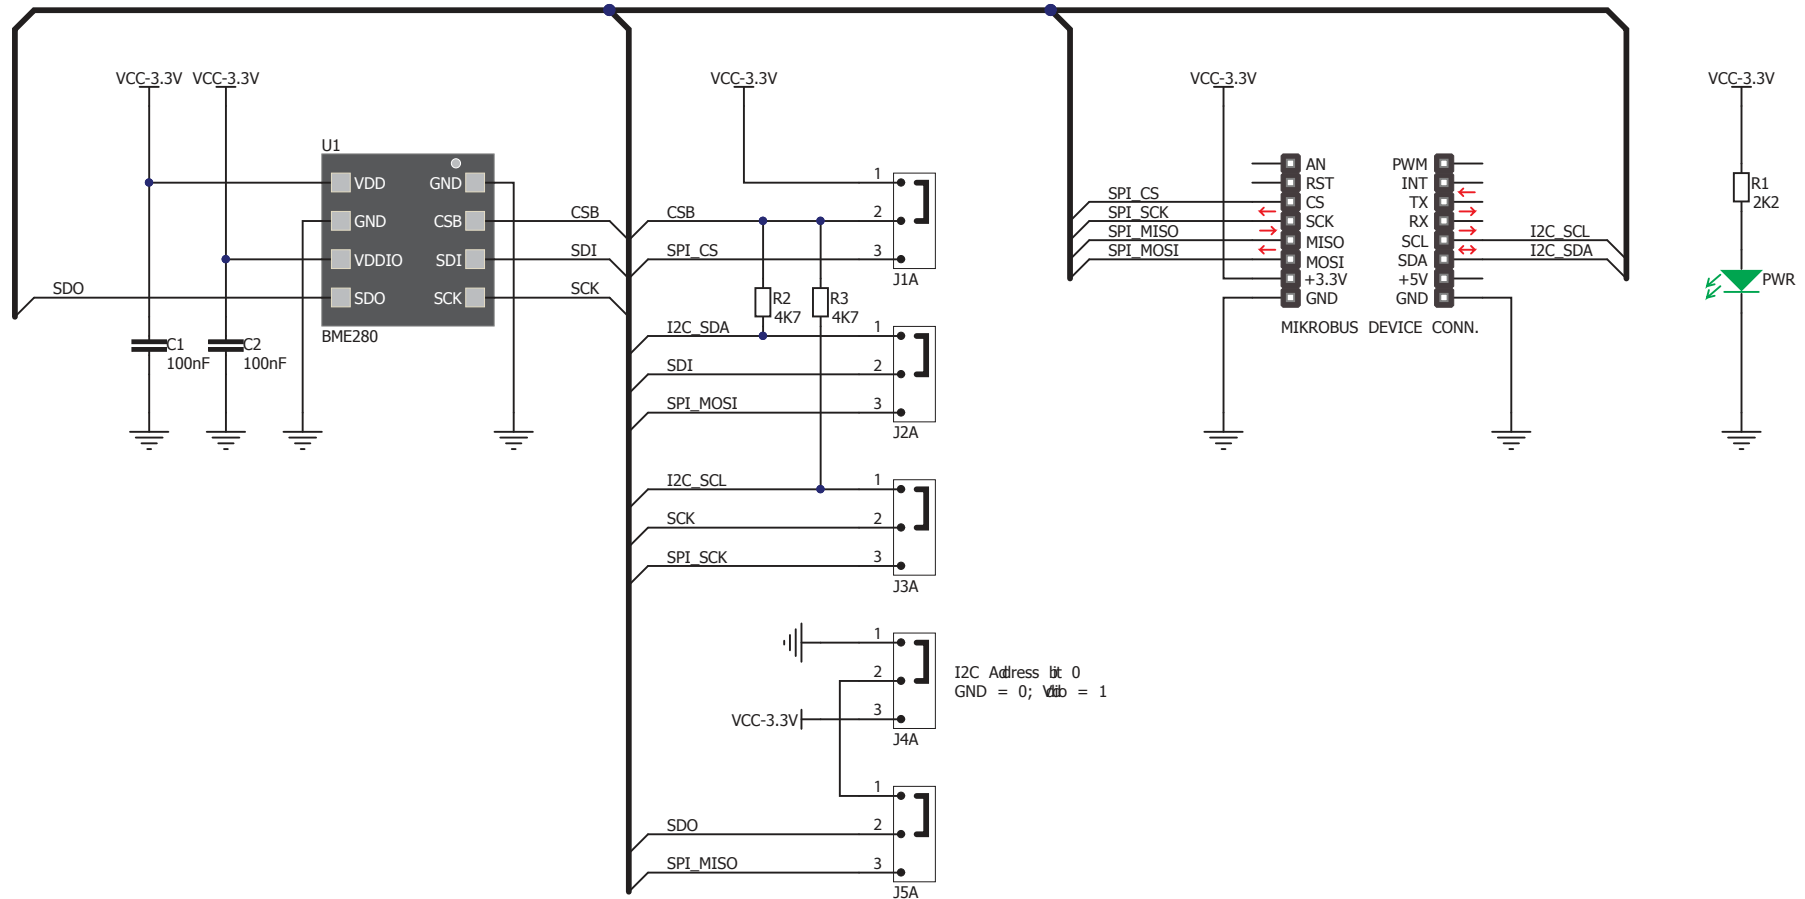 VCC-3.3V VCC-3.3V
U1
VDD GND
GND CSB
VDDIO SDI
SDO SCK
BME280
CSB
SDI
SCK
SDO
C1
100nF
C2
100nF
VCC-3.3V
1
CSB 2
SPI_CS 3
J1A
R2
4K7
R3
4K7
I2C_SDA 1
SDI 2
SPI_MOSI 3
J2A
I2C_SCL 1
SCK 2
SPI_SCK 3
J3A
1
2
VCC-3.3V 3
J4A
I2C Address bit 0
GND = 0; Vddio = 1
1
SDO 2
SPI_MISO 3
J5A
VCC-3.3V
SPI_CS
SPI_SCK
SPI_MISO
SPI_MOSI
AN PWM
RST INT
CS TX
SCK RX
MISO SCL
MOSI SDA
+3.3V +5V
GND GND
I2C_SCL
I2C_SDA
MIKROBUS DEVICE CONN.
VCC-3.3V
R1
2K2
PWR